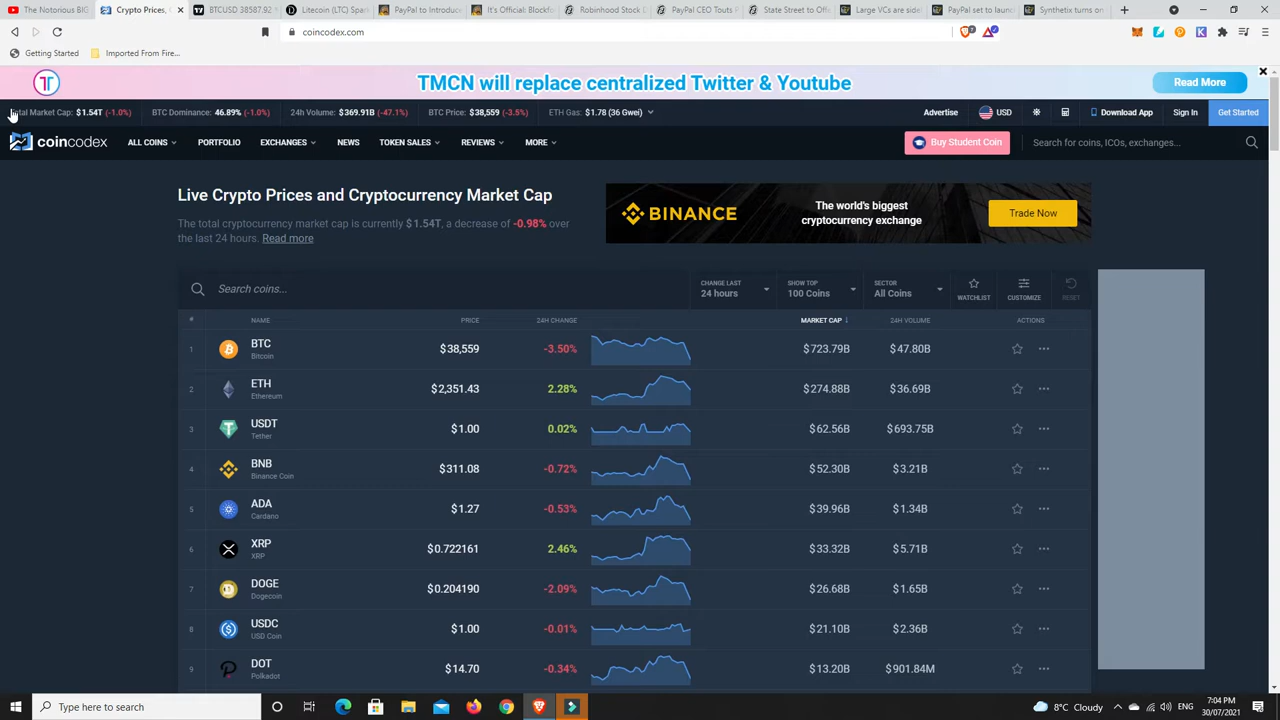 The Notorious BIG
Crypto Prices,
BTCUSD 38587.92
Litecoin (LTC) Spark
PayPal to Introduce
It's Official: Blockf
Robinhood Stock D
PayPal CEO Founde
State Street to Offe
Large VCs are beco
PayPal set to launc
Vision statement
coincodex.com
Getting Started
Imported From Fire...
TMCN will replace centralized Twitter & Youtube
Read More
Total Market Cap: $1.54T (-1.0%)
BTC Dominance: 46.89% (-1.0%)
24h Volume: $369.91B (-47.1%)
BTC Price: $38,559 (-3.5%)
ETH Gas: $1.78 (36 Gwei)
Advertise
USD
Download App
Sign In
Get Started
coincodex
ALL COINS
PORTFOLIO
EXCHANGES
NEWS
TOKEN SALES
REVIEWS
MORE
Buy Student Coin
Search for coins, ICOs, exchanges...
Live Crypto Prices and Cryptocurrency Market Cap
The total cryptocurrency market cap is currently $1.54T, a decrease of -0.98% over
the last 24 hours. Read more
BINANCE
The world's biggest
cryptocurrency exchange
Trade Now
Search coins...
CHANGE LAST
24 hours
SHOW TOP
100 Coins
SECTOR
All Coins
WATCHLIST
CUSTOMIZE
RESET
# NAME PRICE 24H CHANGE MARKET CAP 24H VOLUME ACTIONS
1 BTC $38,559 -3.50% $723.79B $47.80B
Bitcoin
2 ETH $2,351.43 2.28% $274.88B $36.69B
Ethereum
3 USDT $1.00 0.02% $62.56B $693.75B
Tether
4 BNB $311.08 -0.72% $52.30B $3.21B
Binance Coin
5 ADA $1.27 -0.53% $39.96B $1.34B
Cardano
6 XRP $0.722161 2.46% $33.32B $5.71B
XRP
7 DOGE $0.204190 -2.09% $26.68B $1.65B
Dogecoin
8 USDC $1.00 -0.01% $21.10B $2.36B
USD Coin
9 DOT $14.70 -0.34% $13.20B $901.84M
Polkadot
Type here to search
8°C Cloudy
ENG
7:04 PM
30/07/2021